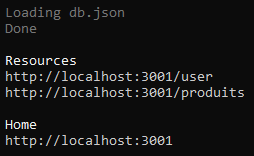 Loading db.json
Done
Resources
http://localhost:3001/user
http://localhost:3001/produits
Home
http://localhost:3001